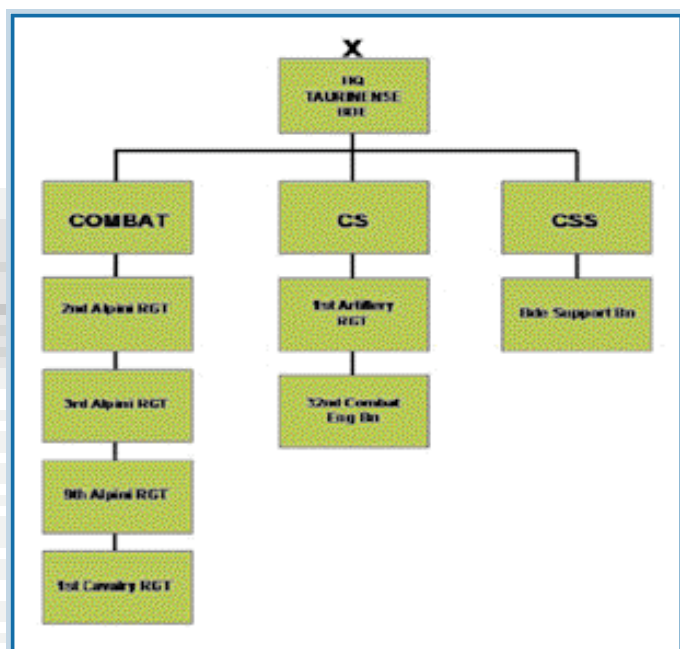 X
HQ
TAURINENSE
BDE
COMBAT
CS
CSS
2nd Alpini RGT
1st Artillery
RGT
Bde Support Bn
3rd Alpini RGT
32nd Combat
Eng Bn
9th Alpini RGT
1st Cavalry RGT